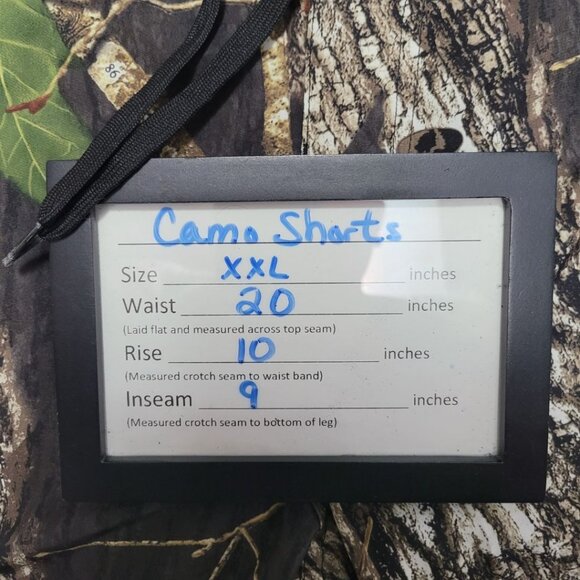 86
Camo Shorts
Size XXL inches
Waist 20 inches
(Laid flat and measured across top seam)
Rise 10 inches
(Measured crotch seam to waist band)
Inseam 9 inches
(Measured crotch seam to bottom of leg)